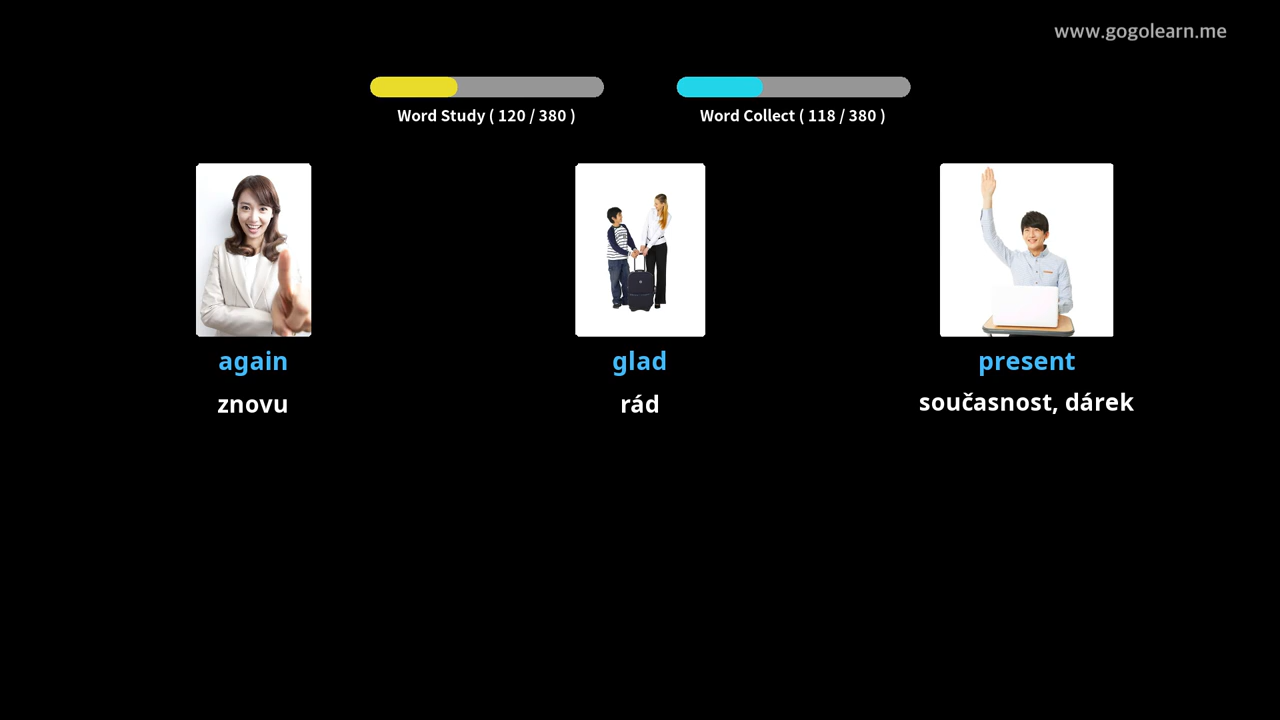 www.gogolearn.me
Word Study ( 120 / 380 )
Word Collect ( 118 / 380 )
again
glad
present
znovu
rád
současnost, dárek